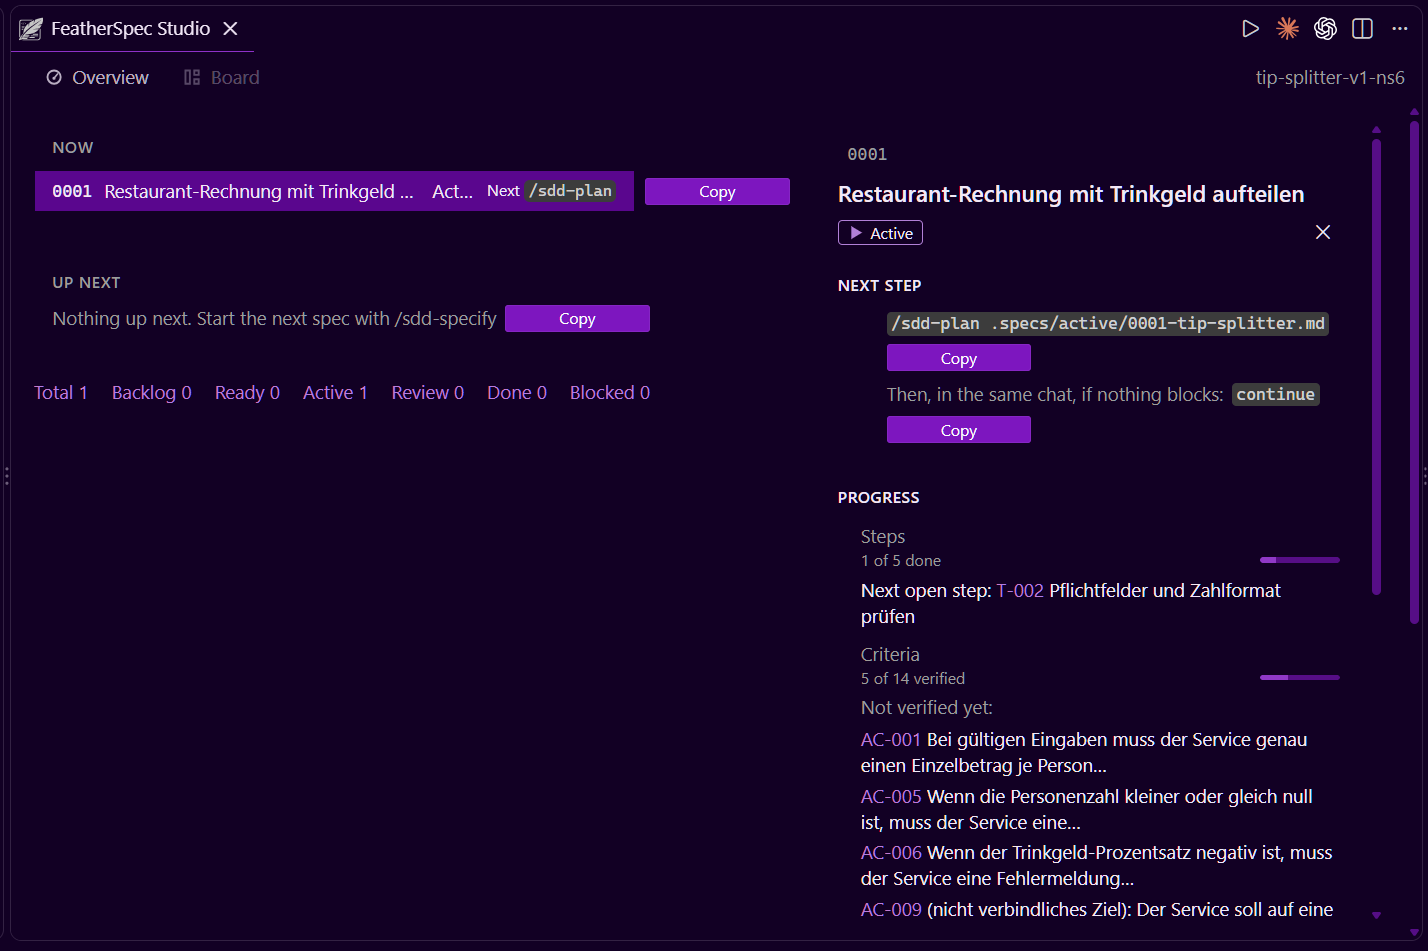 FeatherSpec Studio
Overview
Board
tip-splitter-v1-ns6
NOW
0001 Restaurant-Rechnung mit Trinkgeld ... Act... Next /sdd-plan
Copy
UP NEXT
Nothing up next. Start the next spec with /sdd-specify
Copy
Total 1 Backlog 0 Ready 0 Active 1 Review 0 Done 0 Blocked 0
0001
Restaurant-Rechnung mit Trinkgeld aufteilen
Active
NEXT STEP
/sdd-plan .specs/active/0001-tip-splitter.md
Copy
Then, in the same chat, if nothing blocks: continue
Copy
PROGRESS
Steps
1 of 5 done
Next open step: T-002 Pflichtfelder und Zahlformat
prüfen
Criteria
5 of 14 verified
Not verified yet:
AC-001 Bei gültigen Eingaben muss der Service genau
einen Einzelbetrag je Person...
AC-005 Wenn die Personenzahl kleiner oder gleich null
ist, muss der Service eine...
AC-006 Wenn der Trinkgeld-Prozentsatz negativ ist, muss
der Service eine Fehlermeldung...
AC-009 (nicht verbindliches Ziel): Der Service soll auf eine